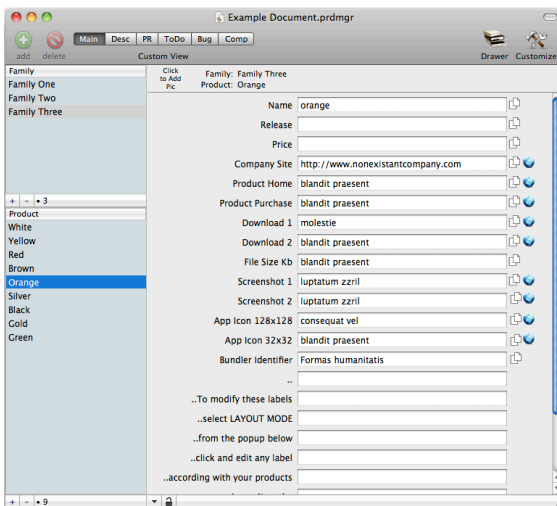 Example Document.prdmgr
Main Desc PR ToDo Bug Comp
add delete Custom View Drawer Customize
Family
Family One
Family Two
Family Three
+ - • 3
Product
White
Yellow
Red
Brown
Orange
Silver
Black
Gold
Green
+ - • 9
Click
to Add
Pic
Family: Family Three
Product: Orange
Name orange
Release
Price
Company Site http://www.nonexistantcompany.com
Product Home blandit praesent
Product Purchase blandit praesent
Download 1 molestie
Download 2 blandit praesent
File Size Kb blandit praesent
Screenshot 1 luptatum zzril
Screenshot 2 luptatum zzril
App Icon 128x128 consequat vel
App Icon 32x32 blandit praesent
Bundler Identifier Formas humanitatis
..
..To modify these labels
..select LAYOUT MODE
..from the popup below
..click and edit any label
..according with your products